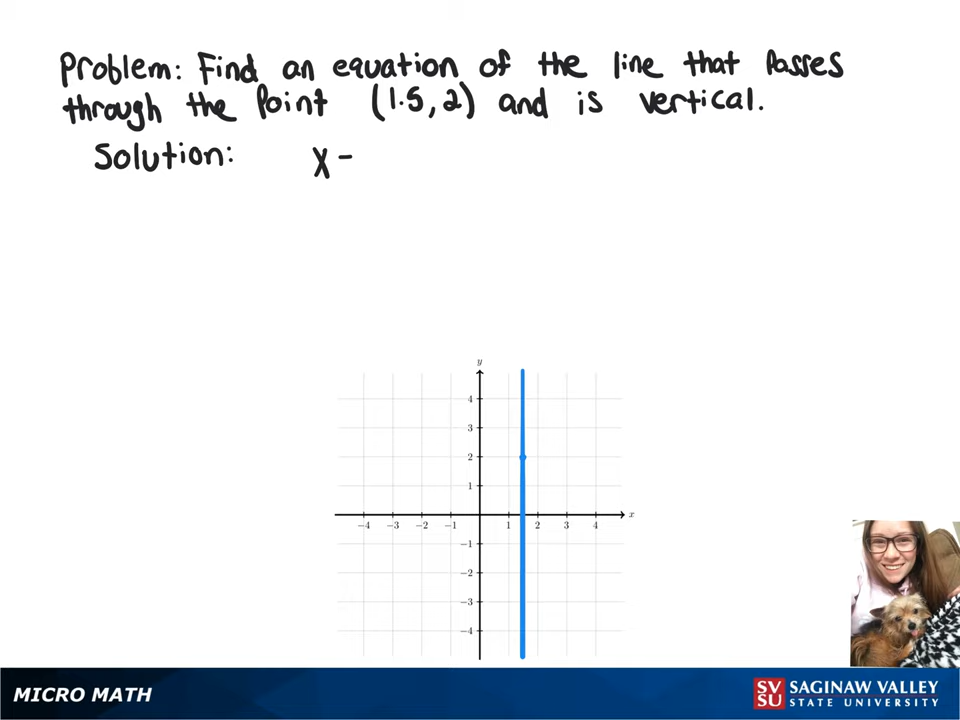 Problem: Find an equation of the line that passes
through the point (1.5, 2) and is vertical.
Solution: x -
y
4
3
2
1
-4 -3 -2 -1 1 2 3 4 x
-1
-2
-3
-4
MICRO MATH
SV
SU
SAGINAW VALLEY
STATE UNIVERSITY